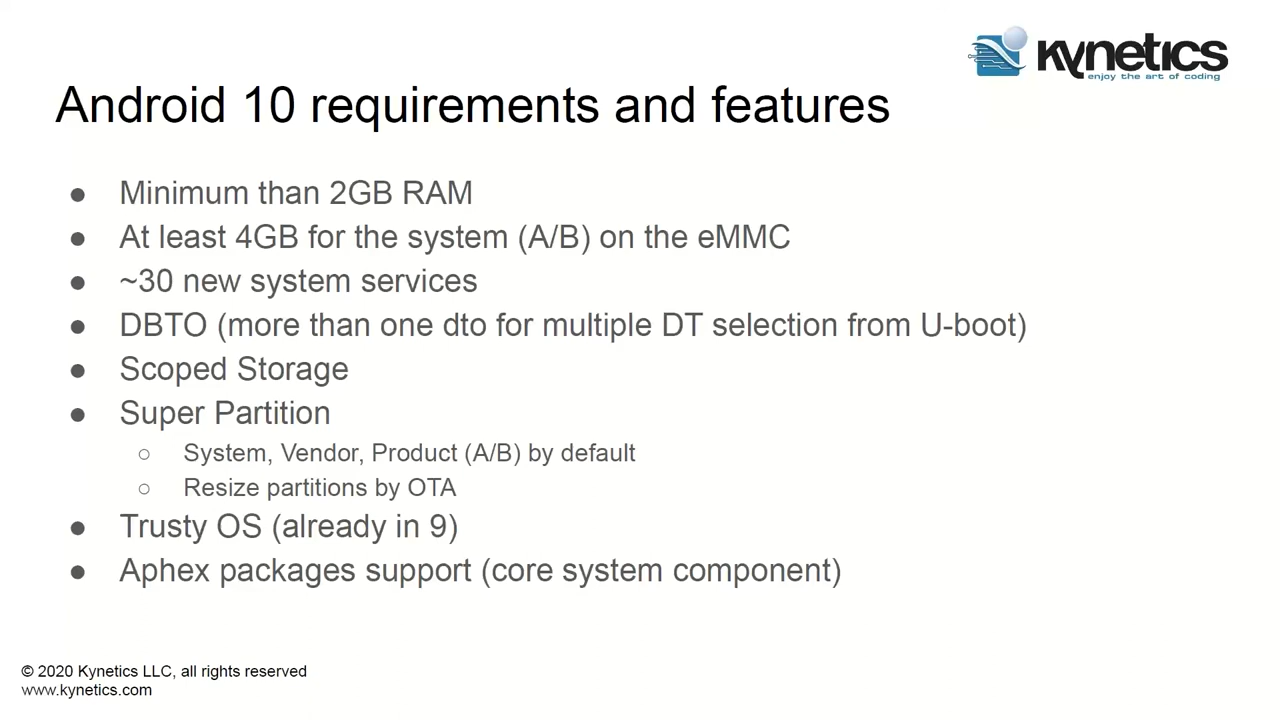 Kynetics
enjoy the art of coding
Android 10 requirements and features
● Minimum than 2GB RAM
● At least 4GB for the system (A/B) on the eMMC
● ~30 new system services
● DBTO (more than one dto for multiple DT selection from U-boot)
● Scoped Storage
● Super Partition
○ System, Vendor, Product (A/B) by default
○ Resize partitions by OTA
● Trusty OS (already in 9)
● Aphex packages support (core system component)
© 2020 Kynetics LLC, all rights reserved
www.kynetics.com